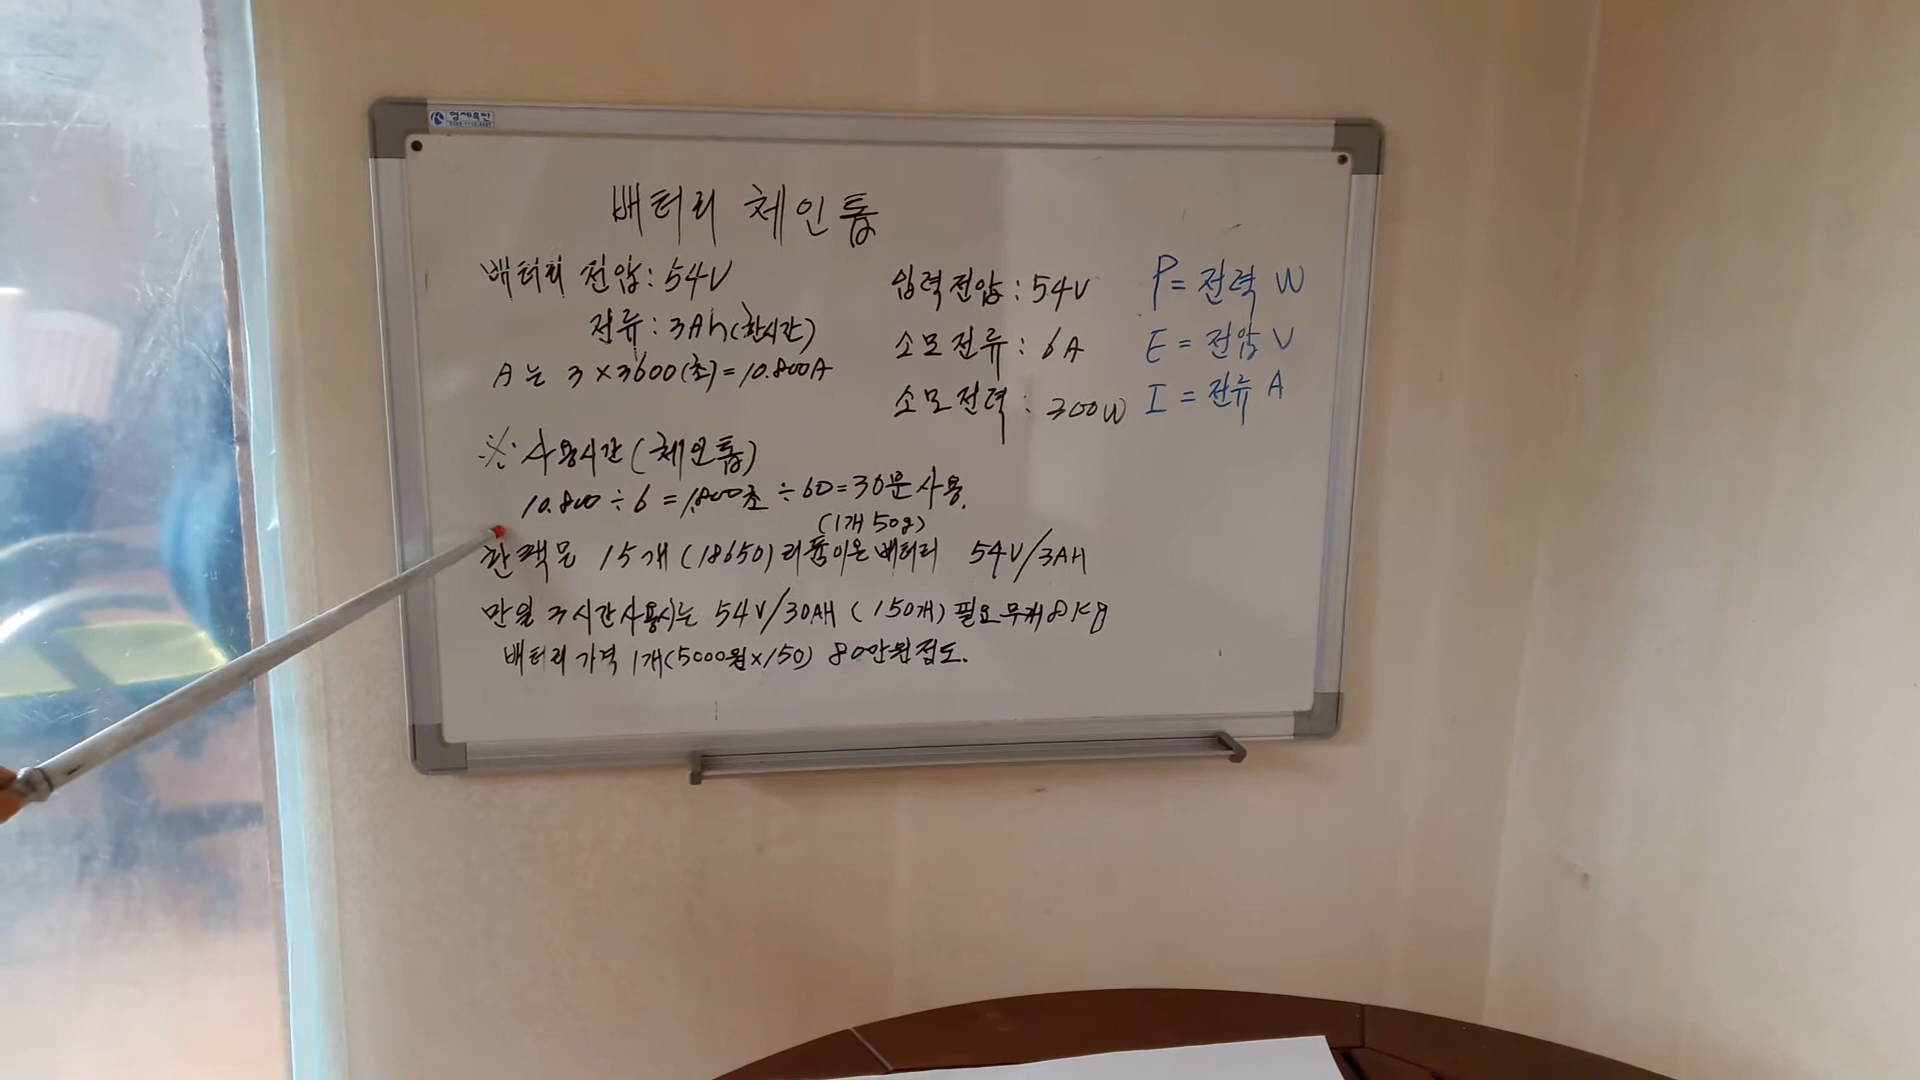 배터리 체인톱
배터리 전압: 54V
전류: 3Ah(한시간)
A는 3×3600(초)=10.800A
입력전압: 54V
소모전류: 6A
소모전력: 300W
P= 전력 W
E = 전압 V
I = 전류 A
※ 사용시간(체인톱)
10.800÷6=1,800초÷60=30분사용.
(1개 50g)
한팩은 15개(18650)리튬이온배터리 54V/3AH
만일 3시간사용시는 54V/30AH (150개) 필요무게8Kg
배터리가격 1개(5000원×150) 80만원정도.